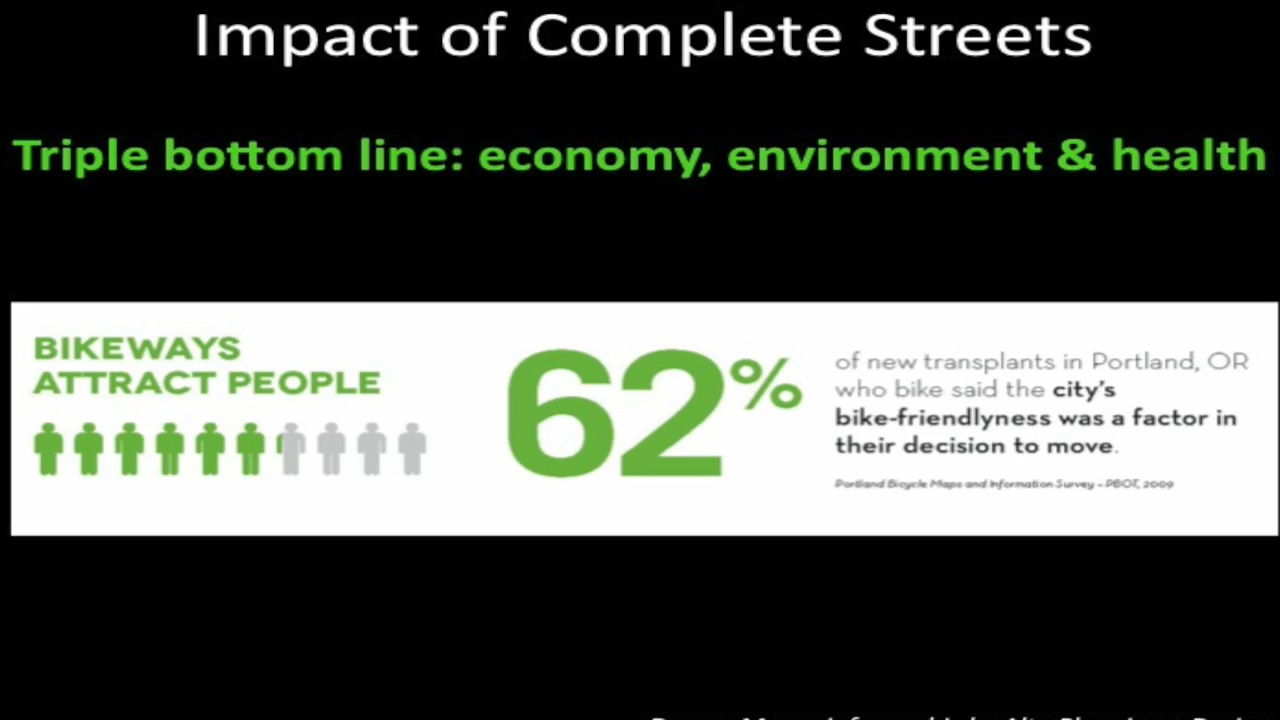 Impact of Complete Streets
Triple bottom line: economy, environment & health
BIKEWAYS
ATTRACT PEOPLE
62%
of new transplants in Portland, OR
who bike said the city's
bike-friendlyness was a factor in
their decision to move.
Portland Bicycle Maps and Information Survey – PBOT, 2009